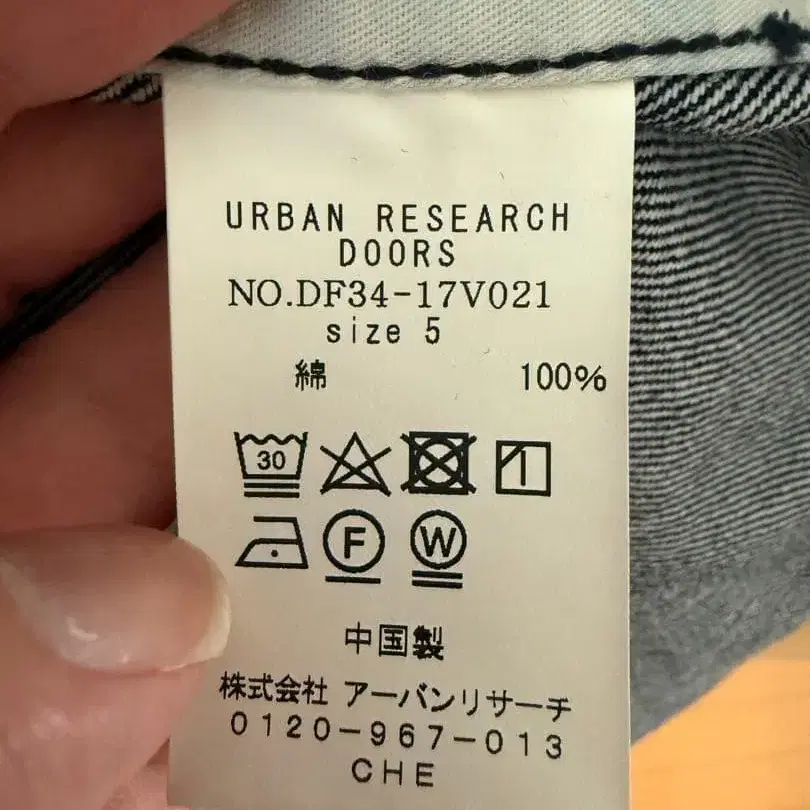 URBAN RESEARCH
DOORS
NO.DF34-17V021
size 5
綿 100%
30
F W
中国製
株式会社 アーバンリサーチ
0120-967-013
CHE